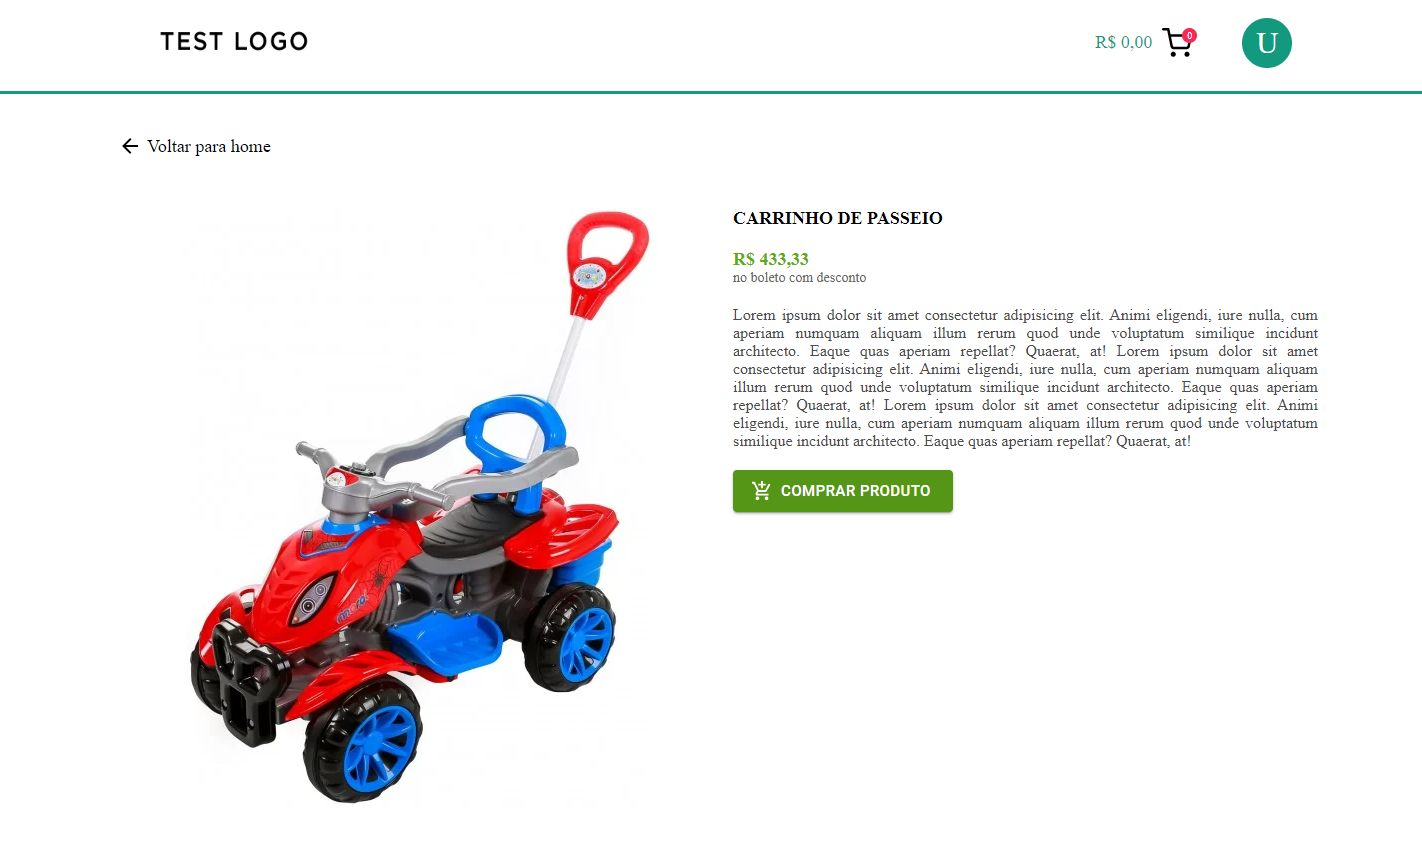 TEST LOGO
R$ 0,00
0
U
Voltar para home
CARRINHO DE PASSEIO
R$ 433,33
no boleto com desconto
Lorem ipsum dolor sit amet consectetur adipisicing elit. Animi eligendi, iure nulla, cum
aperiam numquam aliquam illum rerum quod unde voluptatum similique incidunt
architecto. Eaque quas aperiam repellat? Quaerat, at! Lorem ipsum dolor sit amet
consectetur adipisicing elit. Animi eligendi, iure nulla, cum aperiam numquam aliquam
illum rerum quod unde voluptatum similique incidunt architecto. Eaque quas aperiam
repellat? Quaerat, at! Lorem ipsum dolor sit amet consectetur adipisicing elit. Animi
eligendi, iure nulla, cum aperiam numquam aliquam illum rerum quod unde voluptatum
similique incidunt architecto. Eaque quas aperiam repellat? Quaerat, at!
COMPRAR PRODUTO